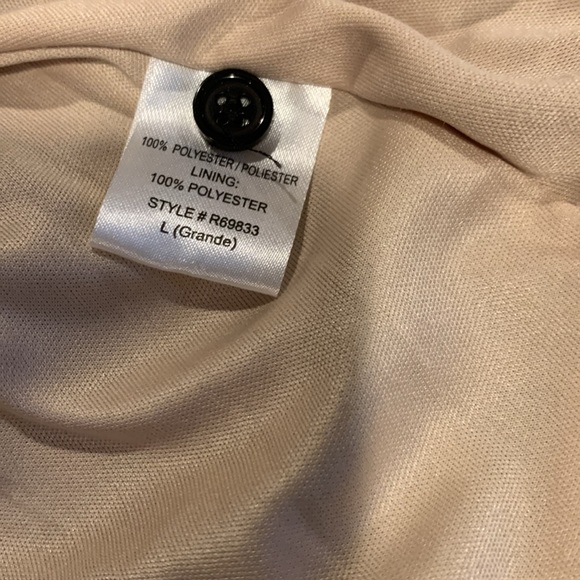 100% POLYESTER / POLIESTER
LINING:
100% POLYESTER
STYLE # R69833
L (Grande)